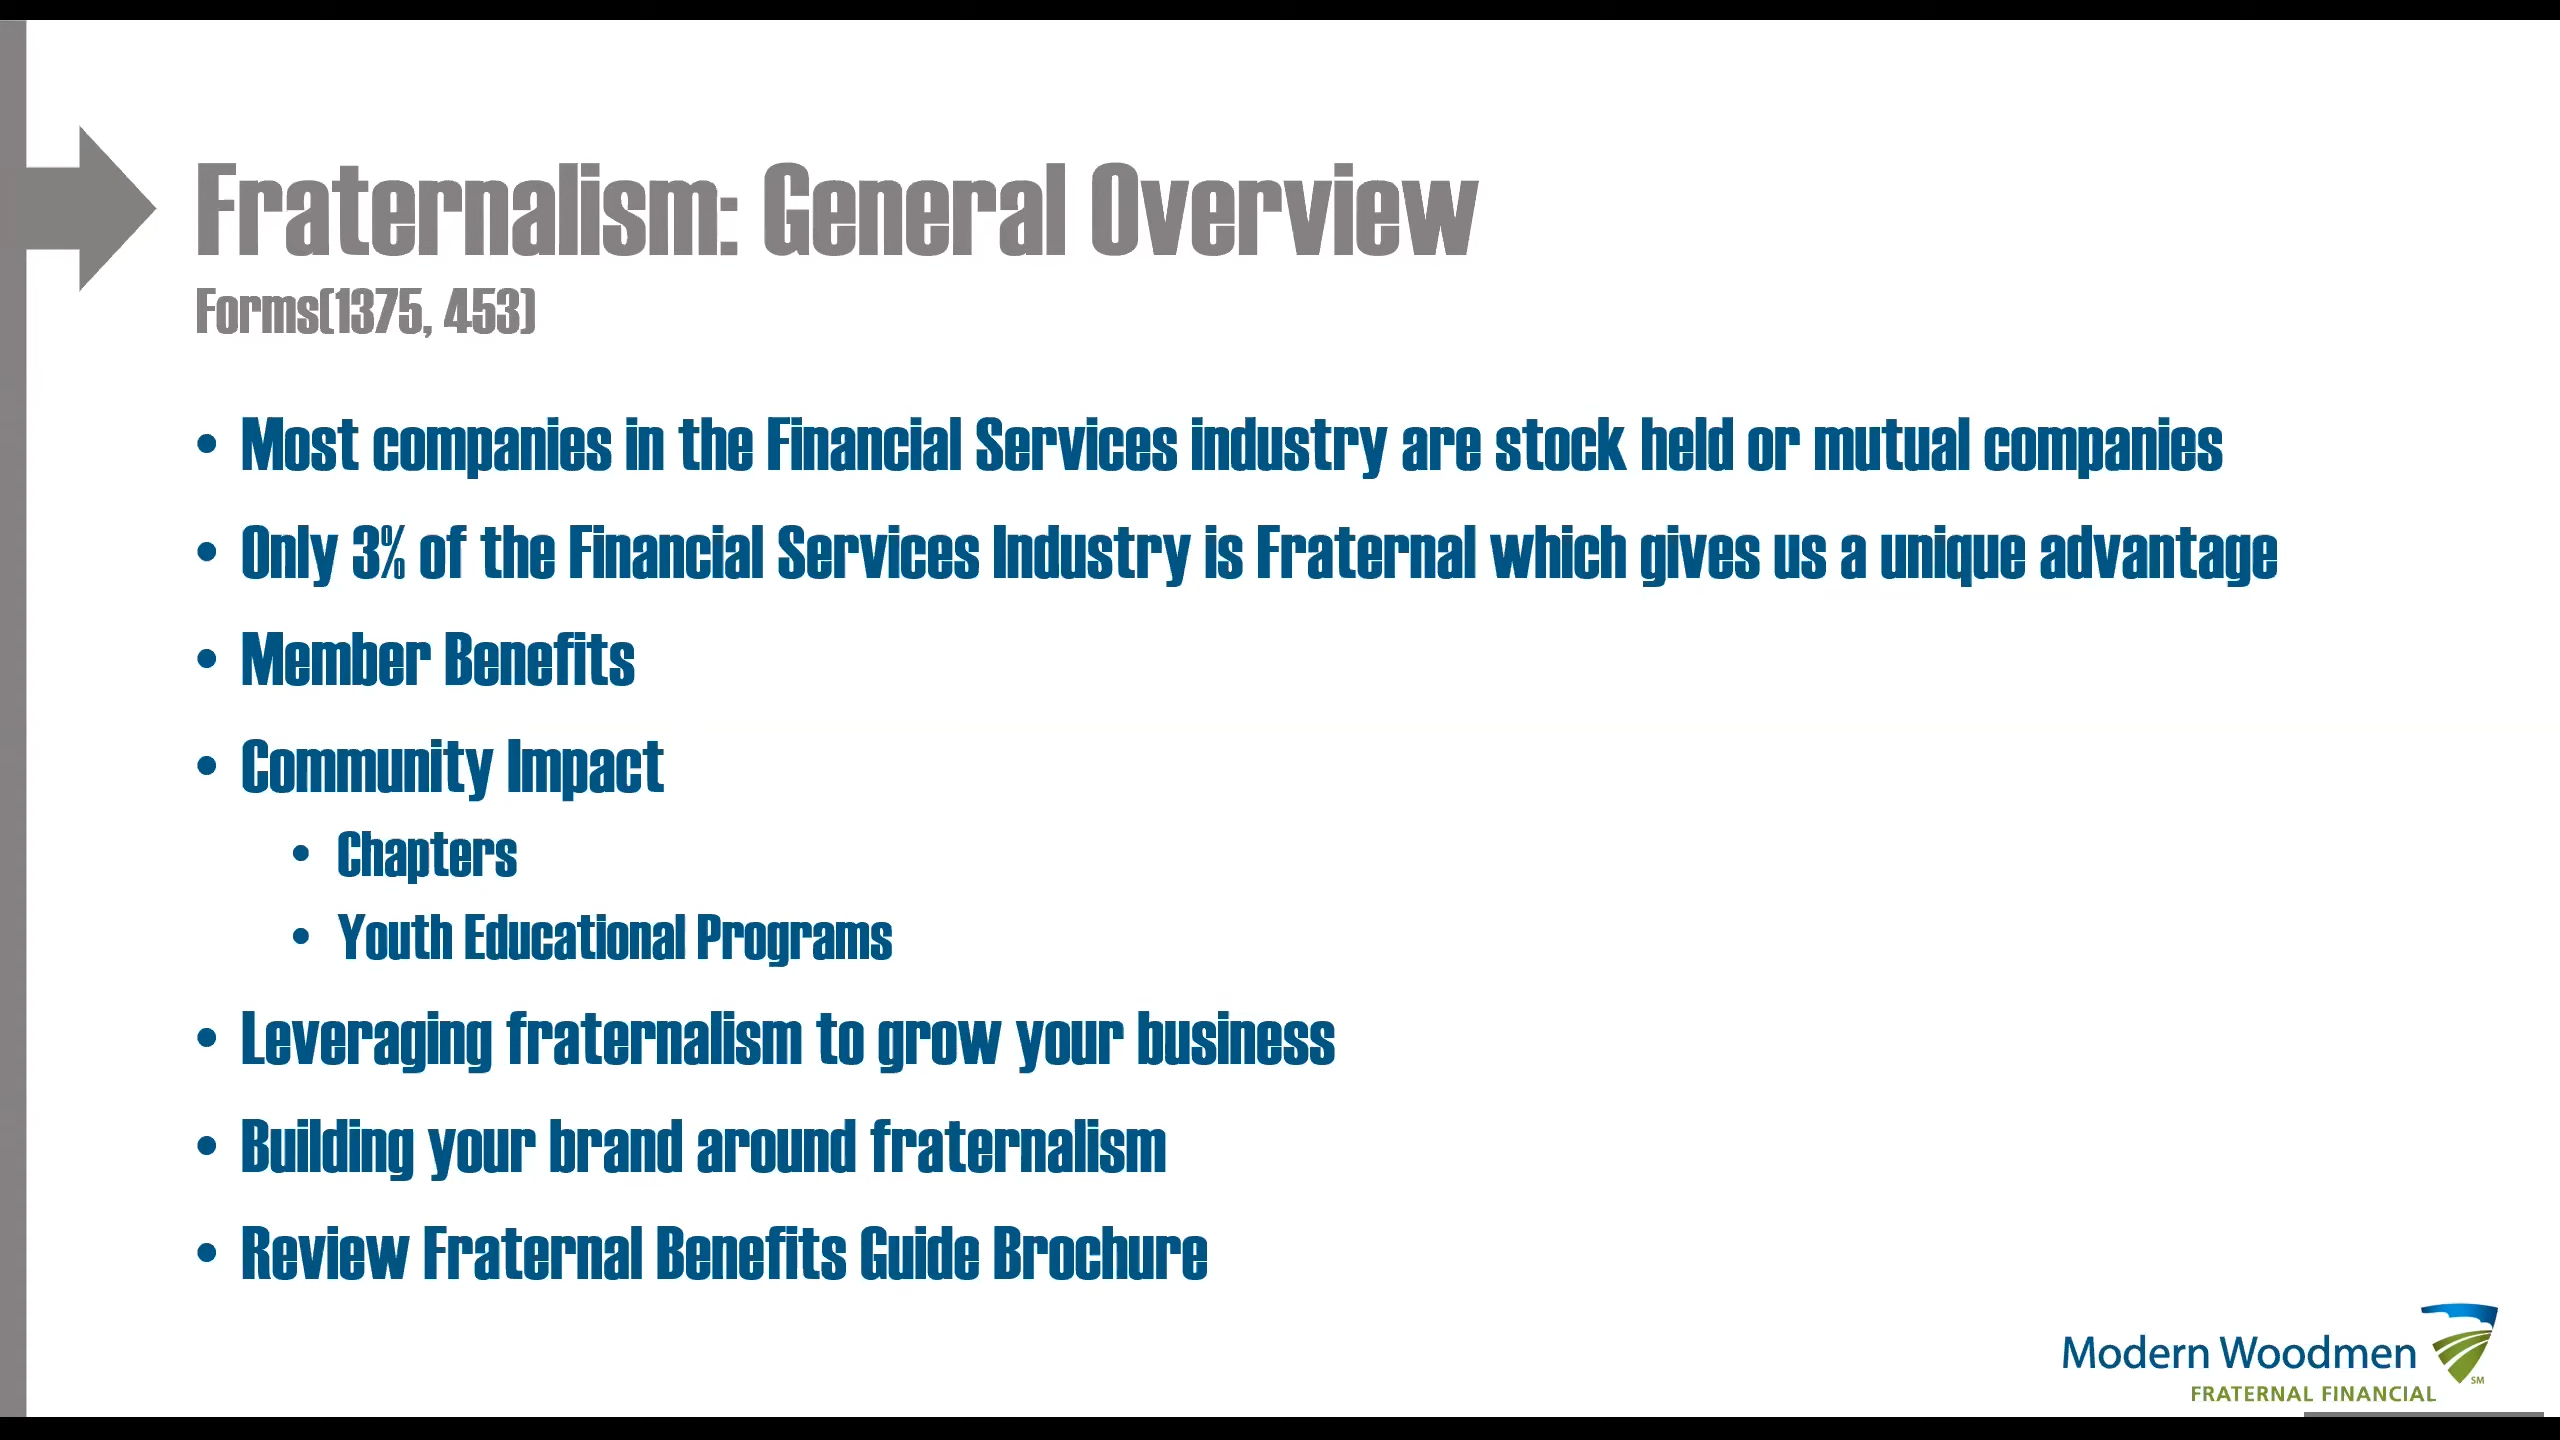 Fraternalism: General Overview
Forms(1375, 453)
• Most companies in the Financial Services industry are stock held or mutual companies
• Only 3% of the Financial Services Industry is Fraternal which gives us a unique advantage
• Member Benefits
• Community Impact
• Chapters
• Youth Educational Programs
• Leveraging fraternalism to grow your business
• Building your brand around fraternalism
• Review Fraternal Benefits Guide Brochure
Modern Woodmen
SM
FRATERNAL FINANCIAL